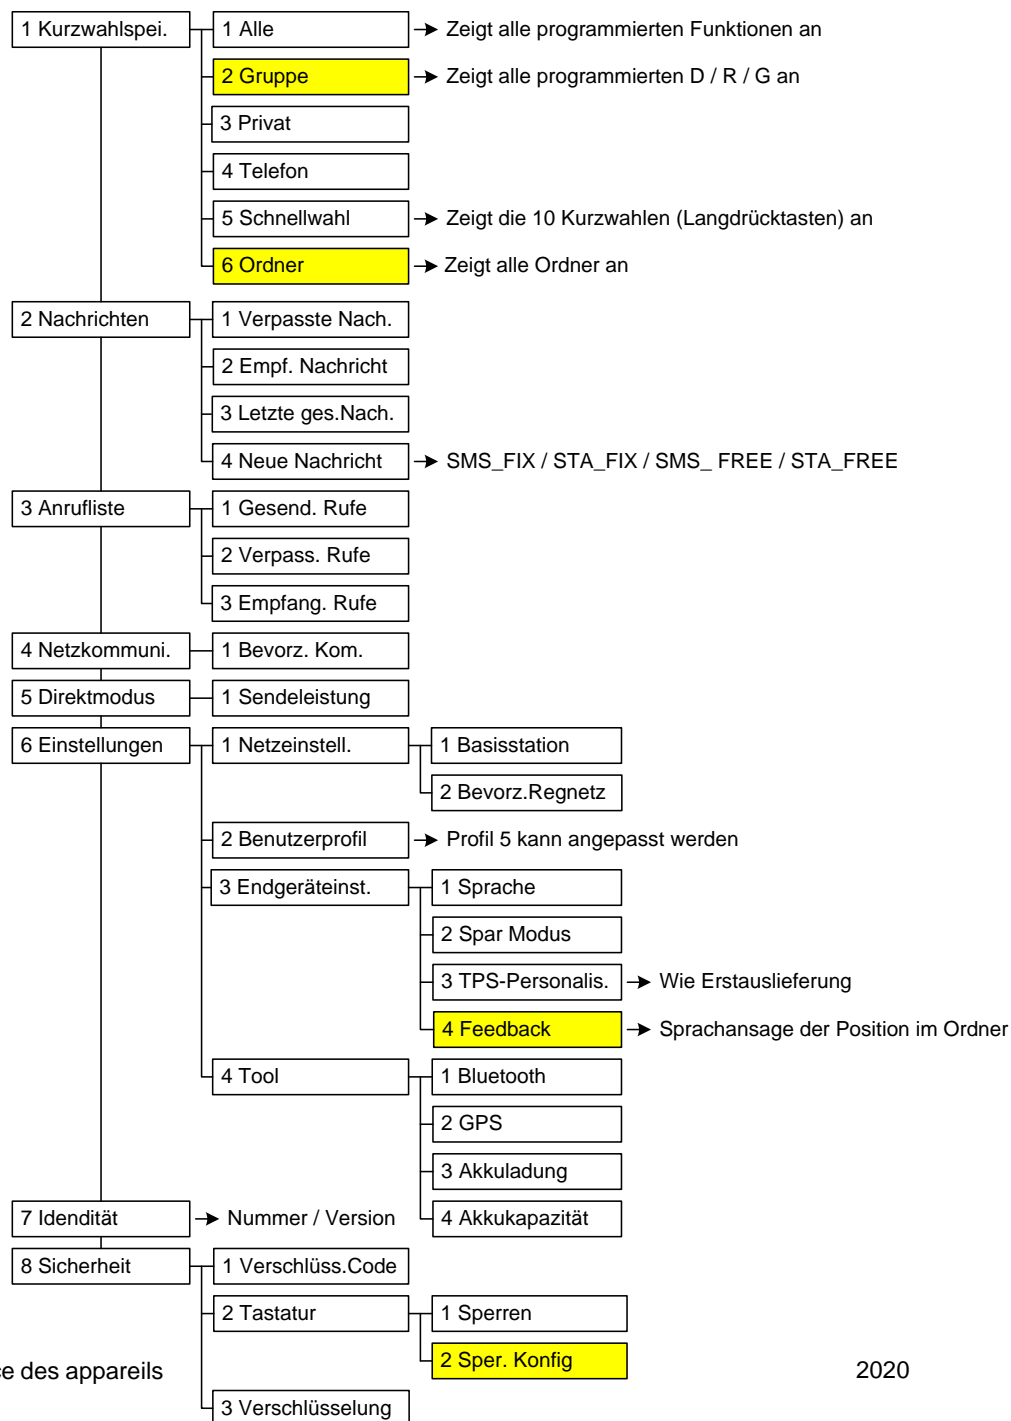 1 Kurzwahlspei.
1 Alle
Zeigt alle programmierten Funktionen an
2 Gruppe
Zeigt alle programmierten D / R / G an
3 Privat
4 Telefon
5 Schnellwahl
Zeigt die 10 Kurzwahlen (Langdrücktasten) an
6 Ordner
Zeigt alle Ordner an
2 Nachrichten
1 Verpasste Nach.
2 Empf. Nachricht
3 Letzte ges.Nach.
4 Neue Nachricht
SMS_FIX / STA_FIX / SMS_ FREE / STA_FREE
3 Anrufliste
1 Gesend. Rufe
2 Verpass. Rufe
3 Empfang. Rufe
4 Netzkommuni.
1 Bevorz. Kom.
5 Direktmodus
1 Sendeleistung
6 Einstellungen
1 Netzeinstell.
1 Basisstation
2 Bevorz.Regnetz
2 Benutzerprofil
Profil 5 kann angepasst werden
3 Endgeräteinst.
1 Sprache
2 Spar Modus
3 TPS-Personalis.
Wie Erstauslieferung
4 Feedback
Sprachansage der Position im Ordner
4 Tool
1 Bluetooth
2 GPS
3 Akkuladung
4 Akkukapazität
7 Idendität
Nummer / Version
8 Sicherheit
1 Verschlüss.Code
2 Tastatur
1 Sperren
2 Sper. Konfig
des appareils
2020
3 Verschlüsselung